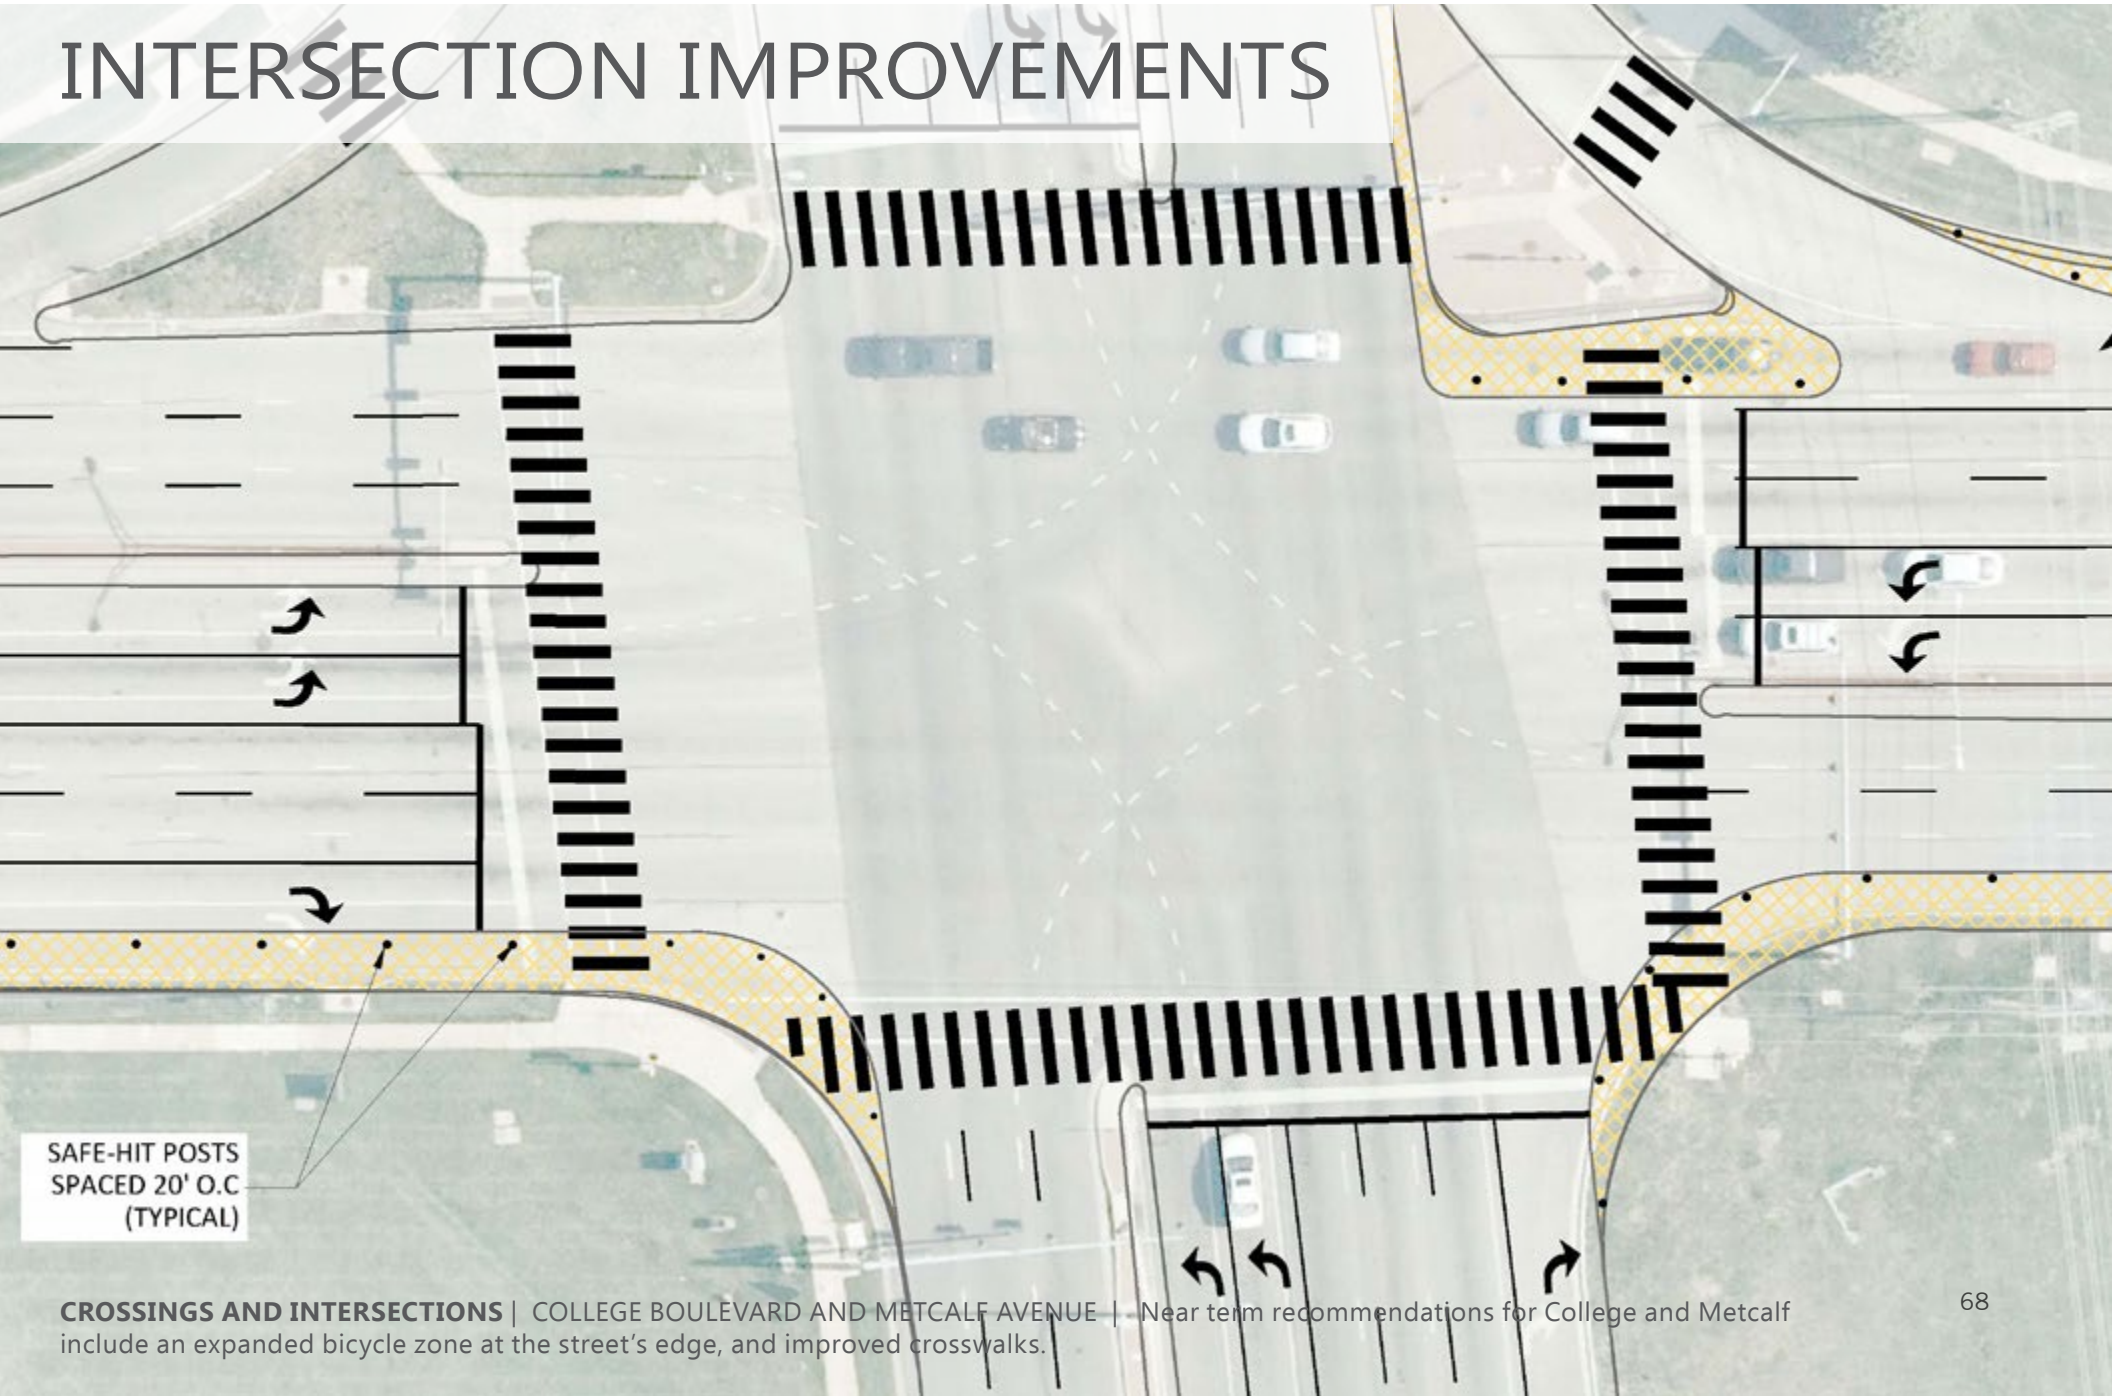 INTERSECTION IMPROVEMENTS
SAFE-HIT POSTS
SPACED 20' O.C
(TYPICAL)
CROSSINGS AND INTERSECTIONS | COLLEGE BOULEVARD AND METCALF AVENUE | Near term recommendations for College and Metcalf
include an expanded bicycle zone at the street’s edge, and improved crosswalks.
68